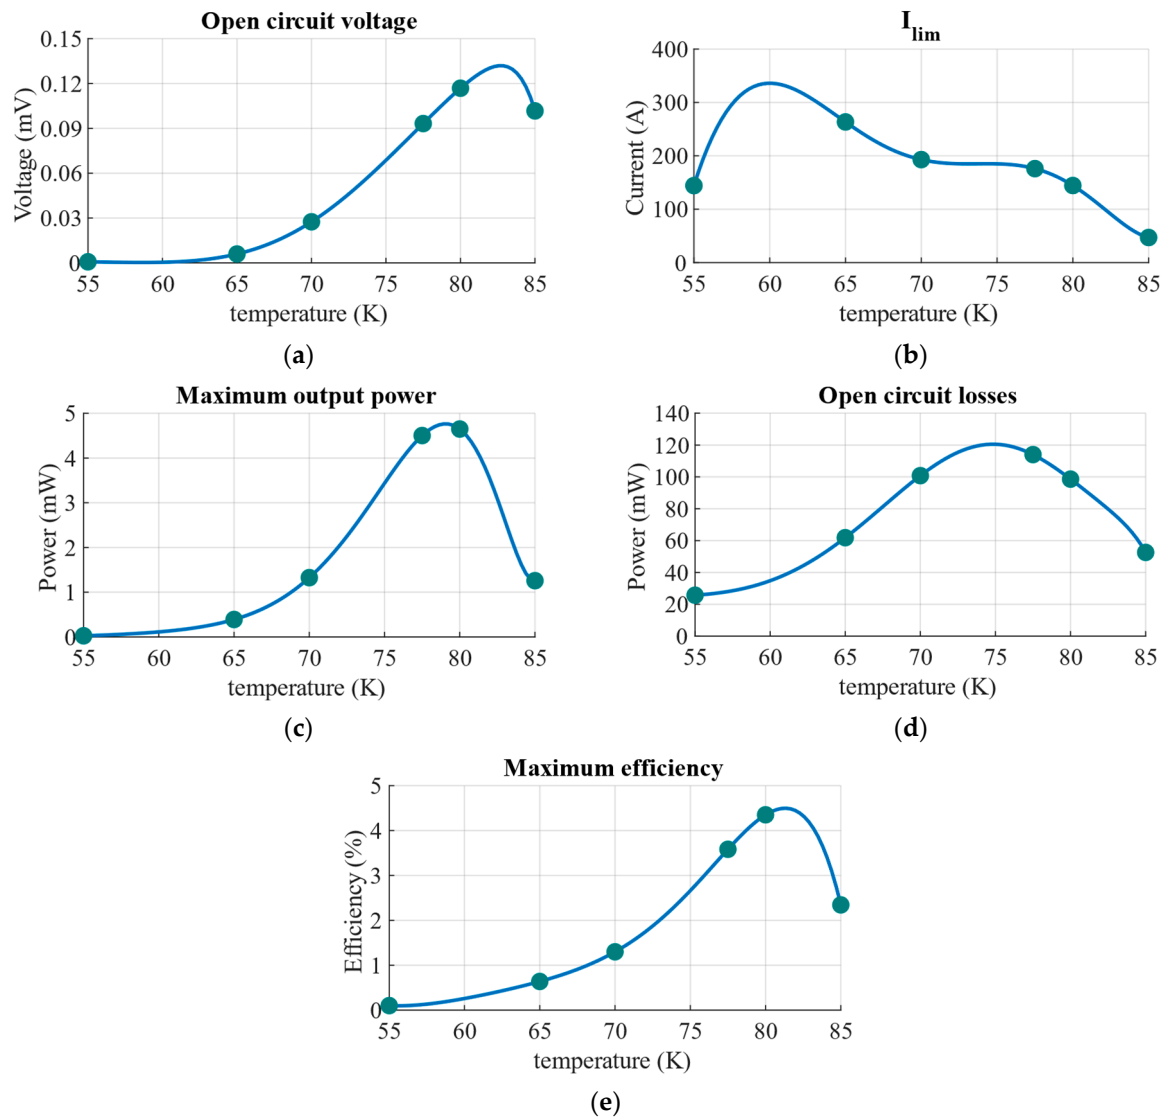 Open circuit voltage
0.15
0.12
0.09
0.06
0.03
0
Voltage (mV)
55 60 65 70 75 80 85
temperature (K)
(a)
I_lim
400
300
200
100
0
Current (A)
55 60 65 70 75 80 85
temperature (K)
(b)
Maximum output power
5
4
3
2
1
0
Power (mW)
55 60 65 70 75 80 85
temperature (K)
(c)
Open circuit losses
140
120
100
80
60
40
20
0
Power (mW)
55 60 65 70 75 80 85
temperature (K)
(d)
Maximum efficiency
5
4
3
2
1
0
Efficiency (%)
55 60 65 70 75 80 85
temperature (K)
(e)